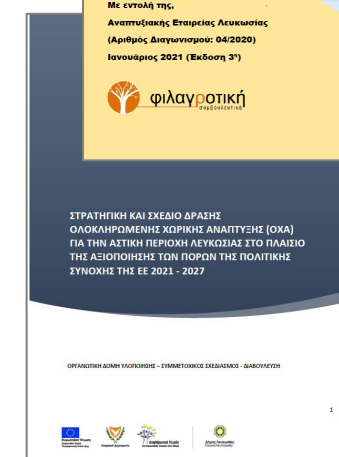 Με εντολή της,
Αναπτυξιακής Εταιρείας Λευκωσίας
(Αριθμός Διαγωνισμού: 04/2020)
Ιανουάριος 2021 (Έκδοση 3η)
φιλαγροτική
συμβουλευτική
ΣΤΡΑΤΗΓΙΚΗ ΚΑΙ ΣΧΕΔΙΟ ΔΡΑΣΗΣ
ΟΛΟΚΛΗΡΩΜΕΝΗΣ ΧΩΡΙΚΗΣ ΑΝΑΠΤΥΞΗΣ (ΟΧΑ)
ΓΙΑ ΤΗΝ ΑΣΤΙΚΗ ΠΕΡΙΟΧΗ ΛΕΥΚΩΣΙΑΣ ΣΤΟ ΠΛΑΙΣΙΟ
ΤΗΣ ΑΞΙΟΠΟΙΗΣΗΣ ΤΩΝ ΠΟΡΩΝ ΤΗΣ ΠΟΛΙΤΙΚΗΣ
ΣΥΝΟΧΗΣ ΤΗΣ ΕΕ 2021 - 2027
ΟΡΓΑΝΩΤΙΚΗ ΔΟΜΗ ΥΛΟΠΟΙΗΣΗΣ – ΣΥΜΜΕΤΟΧΙΚΟΣ ΣΧΕΔΙΑΣΜΟΣ - ΔΙΑΒΟΥΛΕΥΣΗ
1